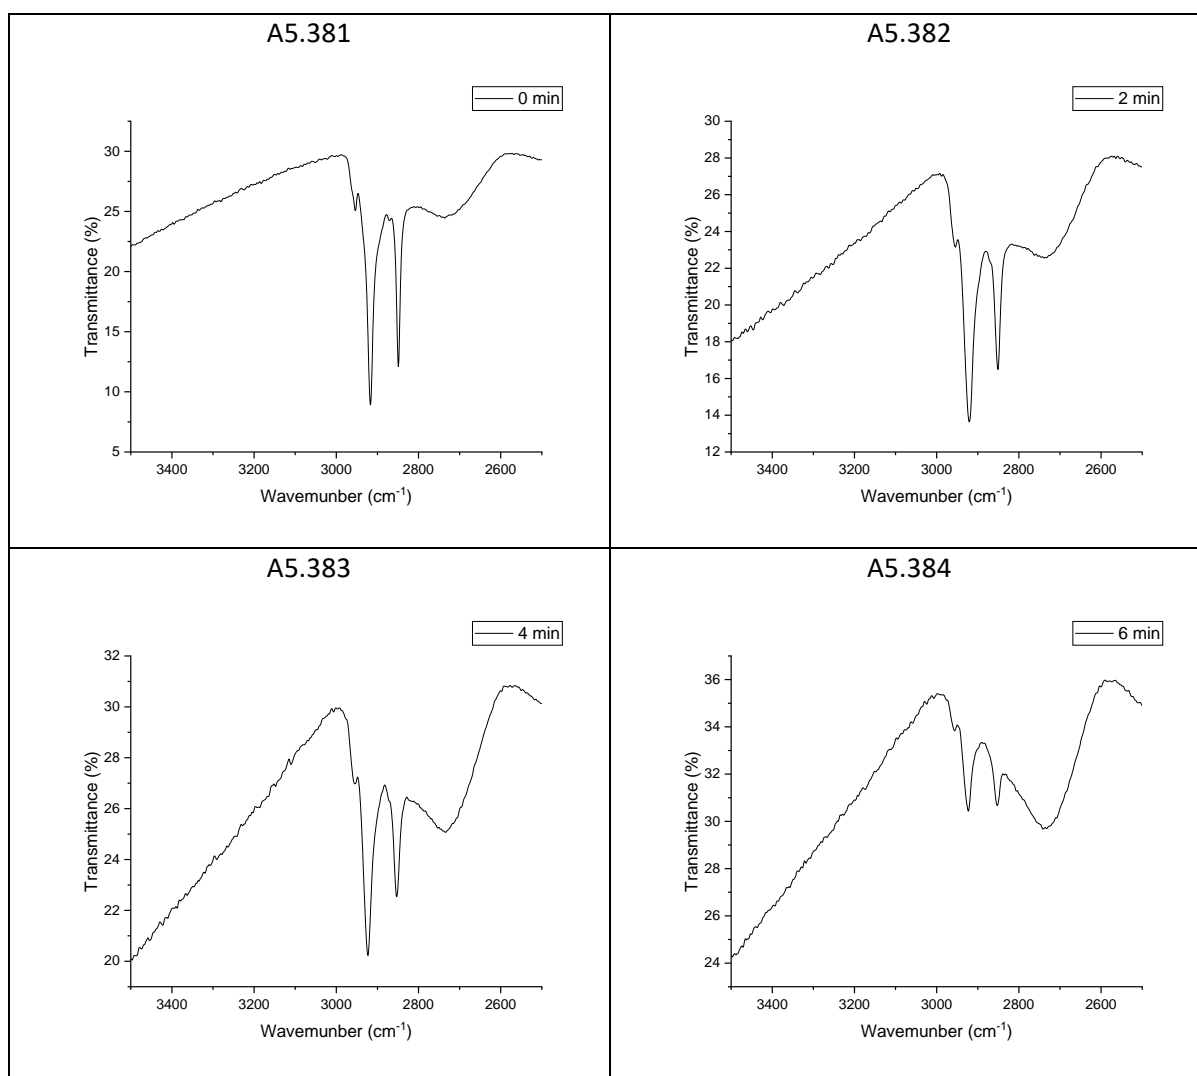 A5.381
0 min
30
25
20
15
10
5
Transmittance (%)
3400 3200 3000 2800 2600
Wavemunber (cm⁻¹)
A5.382
2 min
30
28
26
24
22
20
18
16
14
12
Transmittance (%)
3400 3200 3000 2800 2600
Wavemunber (cm⁻¹)
A5.383
4 min
32
30
28
26
24
22
20
Transmittance (%)
3400 3200 3000 2800 2600
Wavemunber (cm⁻¹)
A5.384
6 min
36
34
32
30
28
26
24
Transmittance (%)
3400 3200 3000 2800 2600
Wavemunber (cm⁻¹)